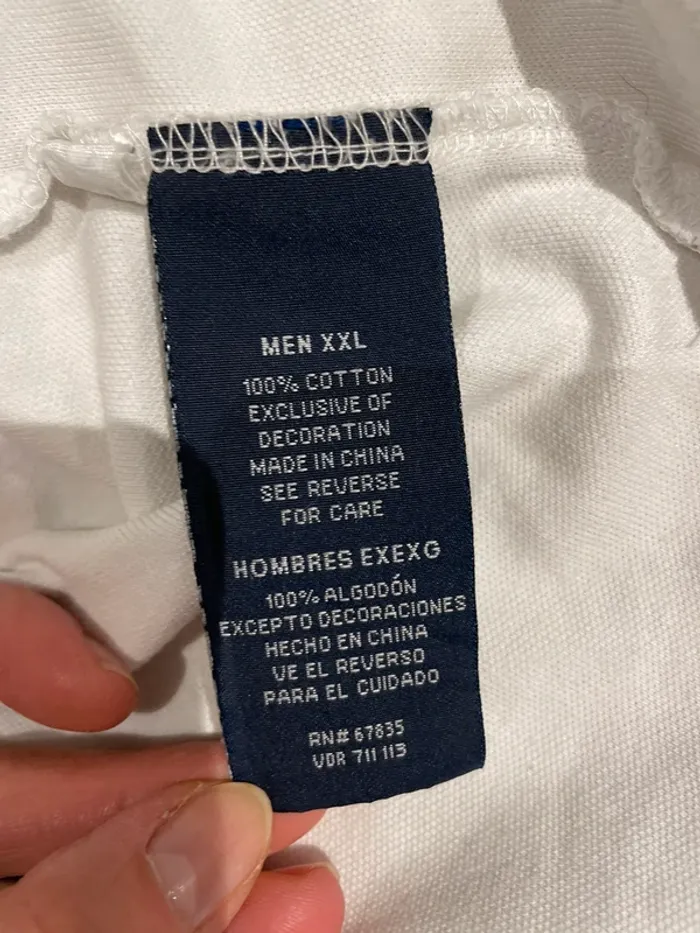 MEN XXL
100% COTTON
EXCLUSIVE OF
DECORATION
MADE IN CHINA
SEE REVERSE
FOR CARE
HOMBRES EXEXG
100% ALGODÓN
EXCEPTO DECORACIONES
HECHO EN CHINA
VE EL REVERSO
PARA EL CUIDADO
RN# 67835
VDR 711 113